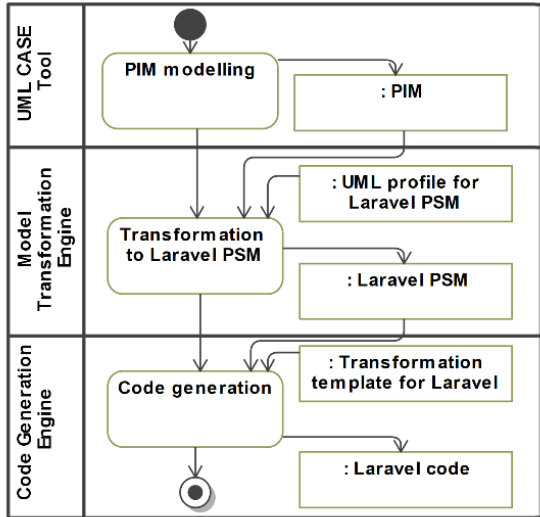 UML CASE
Tool
PIM modelling
: PIM
Model
Transformation
Engine
: UML profile for
Laravel PSM
Transformation
to Laravel PSM
: Laravel PSM
Code Generation
Engine
: Transformation
template for Laravel
Code generation
: Laravel code